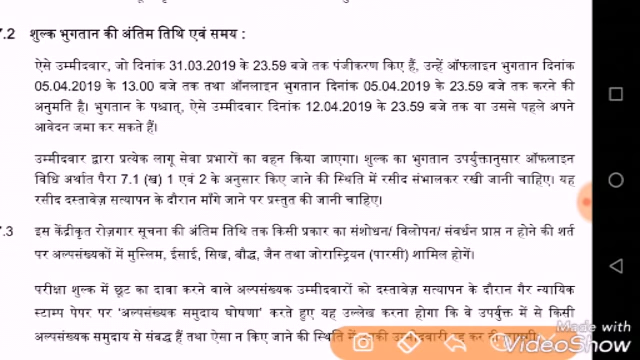 7.2 शुल्क भुगतान की अंतिम तिथि एवं समय :
ऐसे उम्मीदवार, जो दिनांक 31.03.2019 के 23.59 बजे तक पंजीकरण किए हैं, उन्हें ऑफलाइन भुगतान दिनांक
05.04.2019 के 13.00 बजे तक तथा ऑनलाइन भुगतान दिनांक 05.04.2019 के 23.59 बजे तक करने की
अनुमति है। भुगतान के पश्चात्, ऐसे उम्मीदवार दिनांक 12.04.2019 के 23.59 बजे तक या उससे पहले अपने
आवेदन जमा कर सकते हैं।
उम्मीदवार द्वारा प्रत्येक लागू सेवा प्रभारों का वहन किया जाएगा। शुल्क का भुगतान उपर्युक्तानुसार ऑफलाइन
विधि अर्थात पैरा 7.1 (ख) 1 एवं 2 के अनुसार किए जाने की स्थिति में रसीद संभालकर रखी जानी चाहिए। यह
रसीद दस्तावेज़ सत्यापन के दौरान माँगे जाने पर प्रस्तुत की जानी चाहिए।
7.3 इस केंद्रीकृत रोज़गार सूचना की अंतिम तिथि तक किसी प्रकार का संशोधन/ विलोपन/ संवर्धन प्राप्त न होने की शर्त
पर अल्पसंख्यकों में मुस्लिम, ईसाई, सिख, बौद्ध, जैन तथा जोरास्ट्रियन (पारसी) शामिल होगें।
परीक्षा शुल्क में छूट का दावा करने वाले अल्पसंख्यक उम्मीदवारों को दस्तावेज़ सत्यापन के दौरान गैर न्यायिक
स्टाम्प पेपर पर 'अल्पसंख्यक समुदाय घोषणा' करते हुए यह उल्लेख करना होगा कि वे उपर्युक्त में से किसी
अल्पसंख्यक समुदाय से संबद्ध हैं तथा ऐसा न किए जाने की स्थिति में
Made with
VideoShow